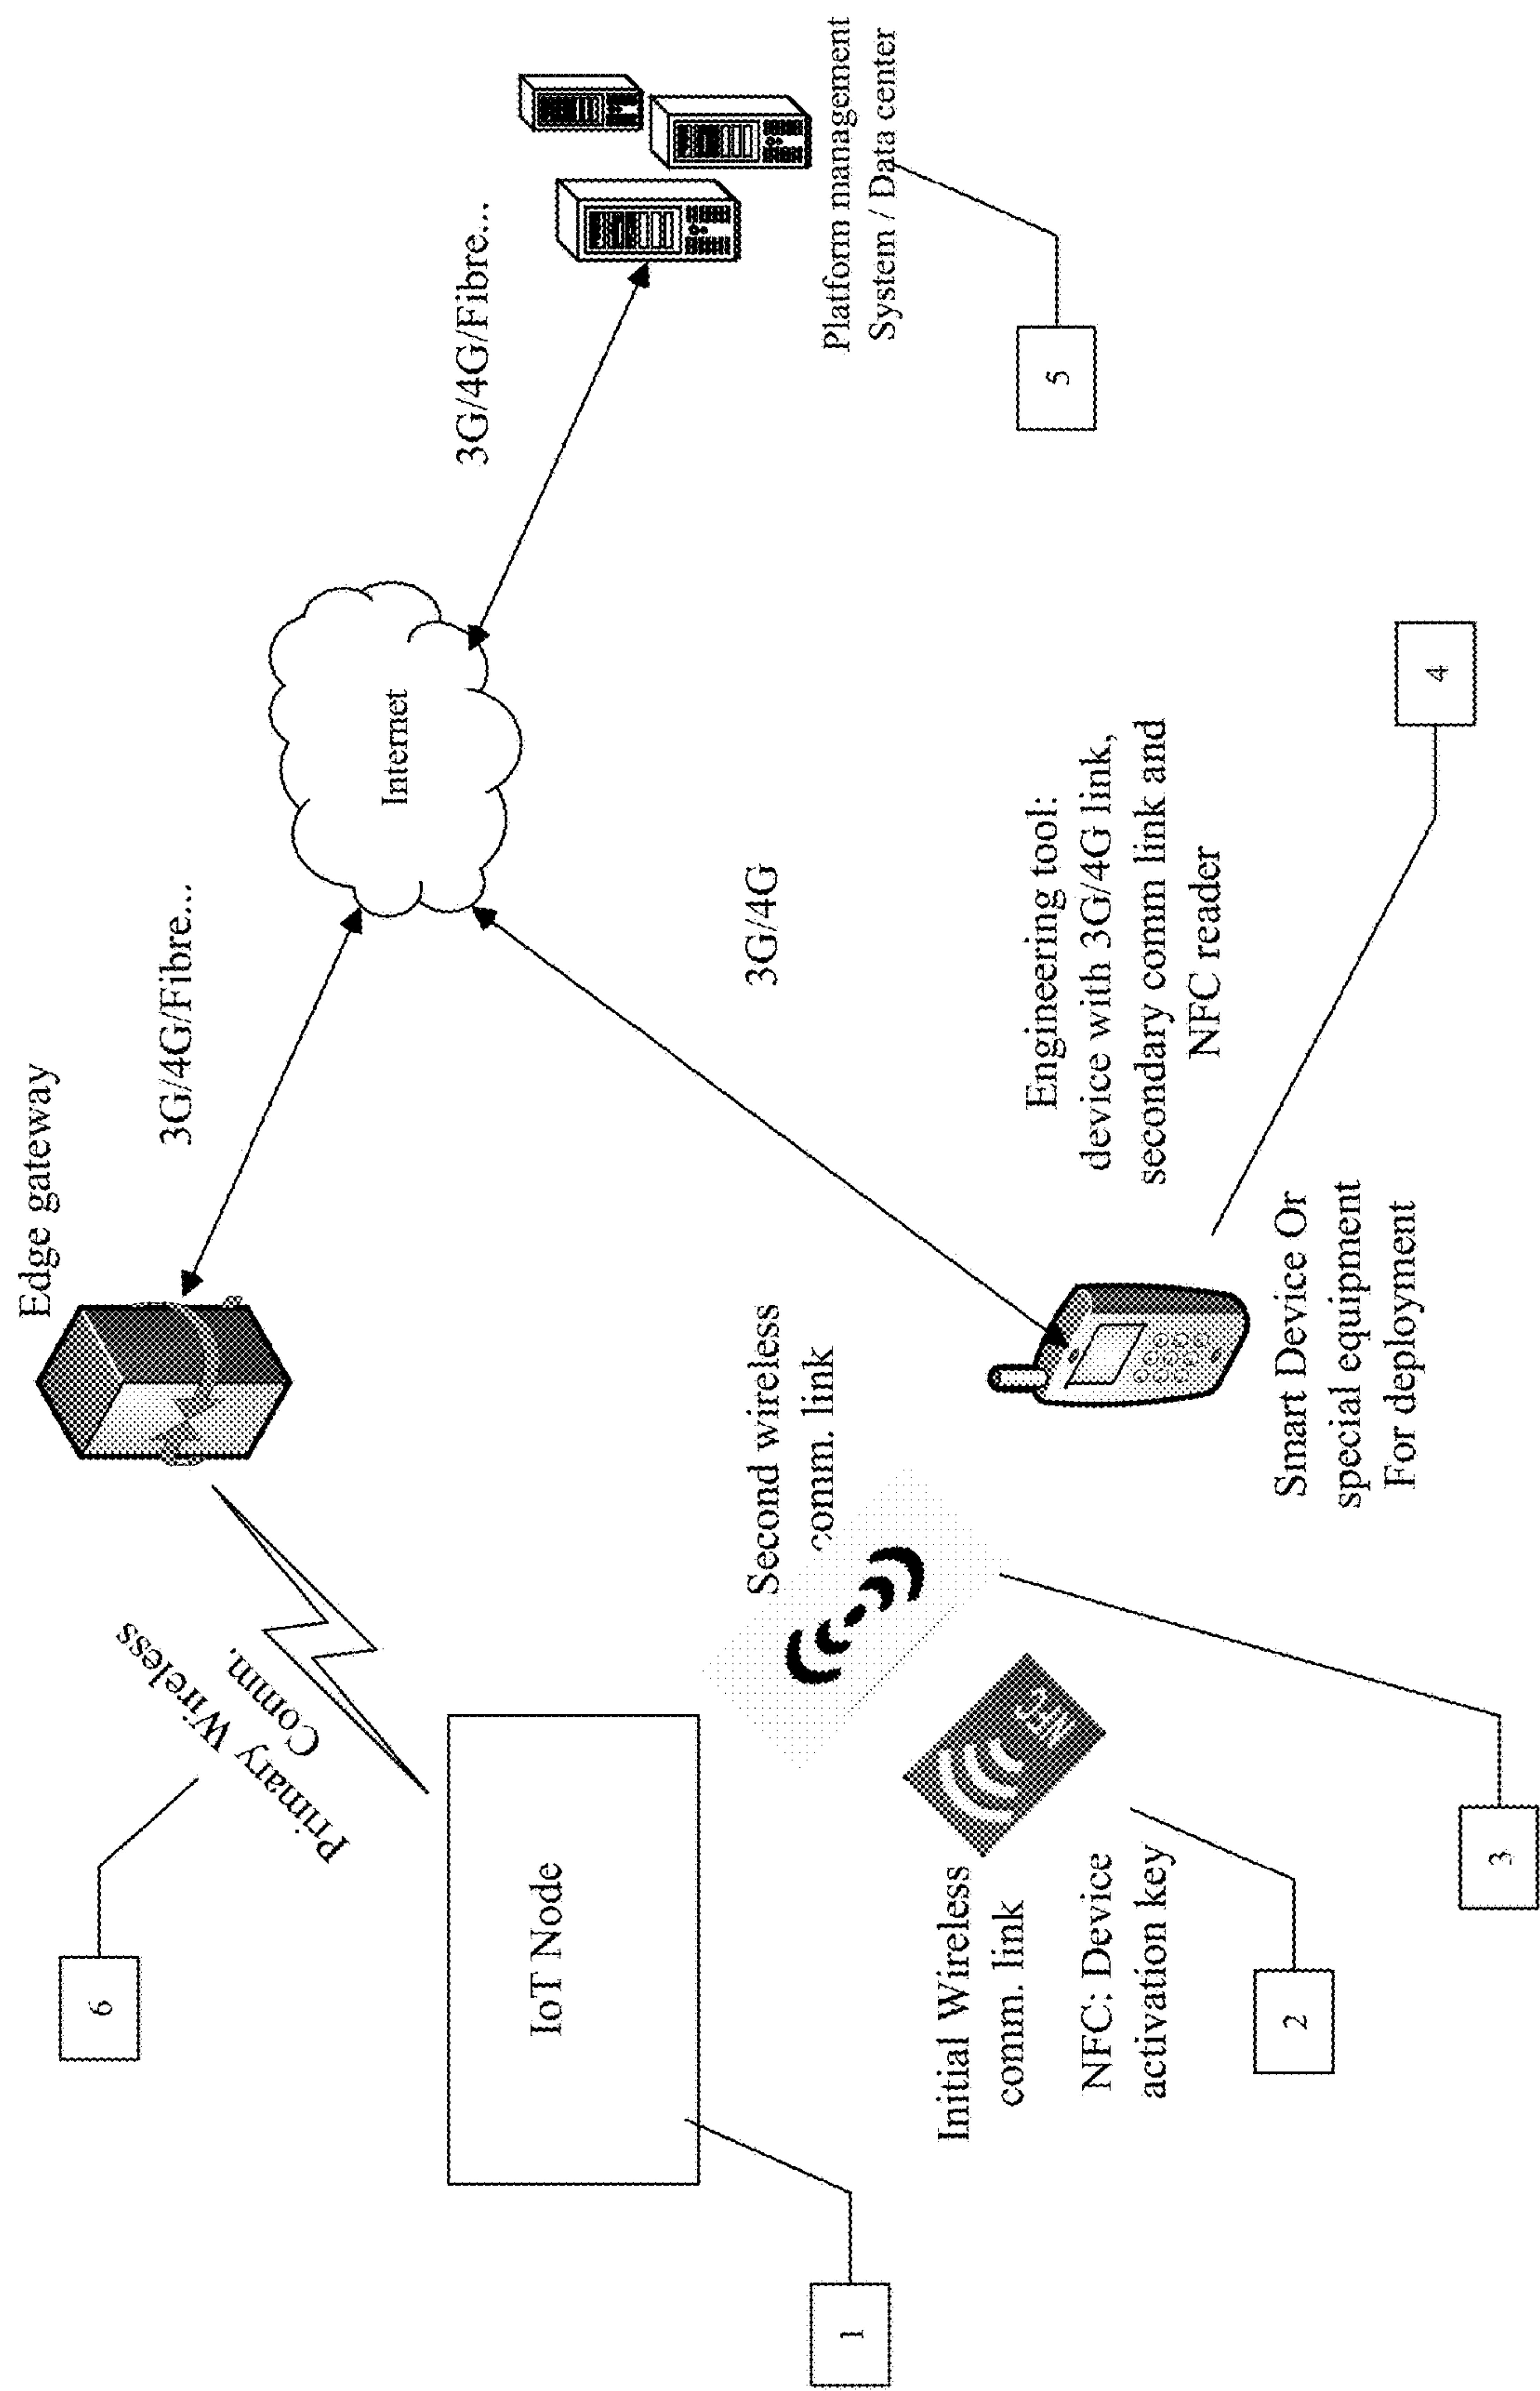 Edge gateway
3G/4G/Fibre...
3G/4G/Fibre...
Internet
Platform management
System / Data center
5
6
Primary Wireless
Comm.
IoT Node
1
Second wireless
comm. link
3G/4G
Engineering tool:
device with 3G/4G link,
secondary comm link and
NFC reader
4
Smart Device Or
special equipment
For deployment
NFC
Initial Wireless
comm. link
NFC: Device
activation key
2
3